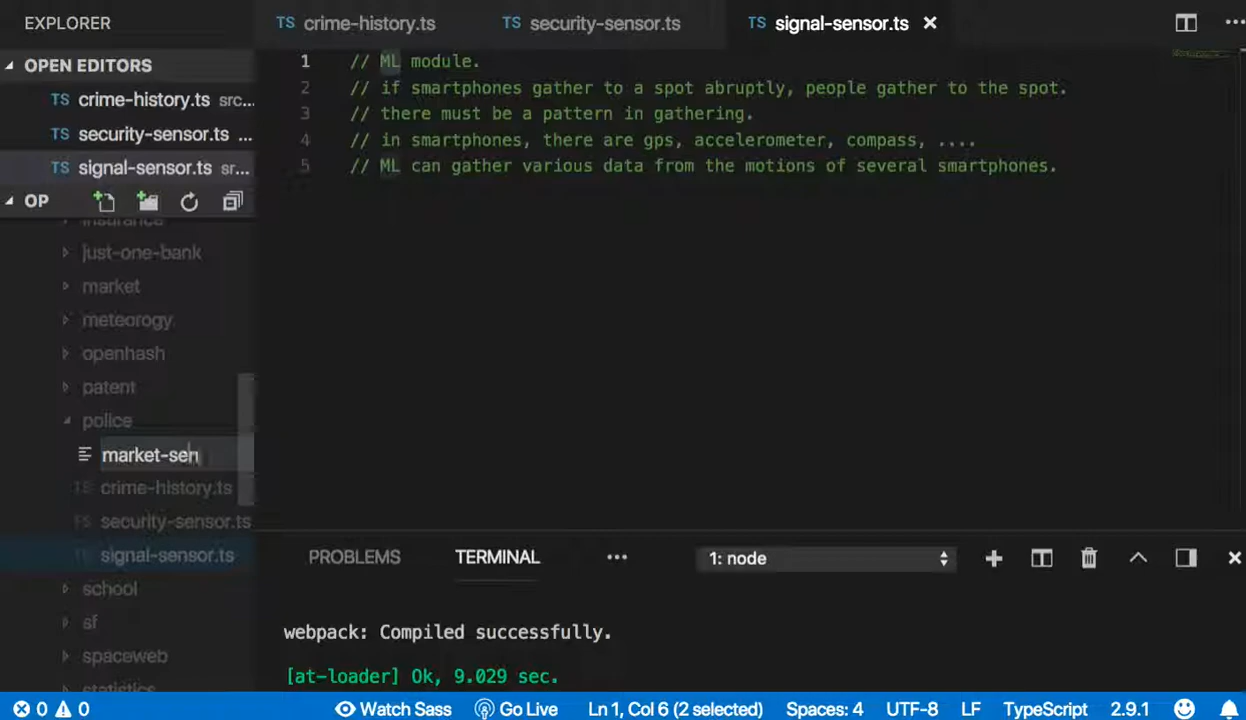 EXPLORER
TS crime-history.ts TS security-sensor.ts TS signal-sensor.ts ×
OPEN EDITORS
TS crime-history.ts src...
TS security-sensor.ts ...
TS signal-sensor.ts sr...
OP
insurance
just-one-bank
market
meteorogy
openhash
patent
police
market-sen
TS crime-history.ts
TS security-sensor.ts
TS signal-sensor.ts
school
sf
spaceweb
statistics
1 // ML module.
2 // if smartphones gather to a spot abruptly, people gather to the spot.
3 // there must be a pattern in gathering.
4 // in smartphones, there are gps, accelerometer, compass, ....
5 // ML can gather various data from the motions of several smartphones.
PROBLEMS TERMINAL ... 1: node
webpack: Compiled successfully.
[at-loader] Ok, 9.029 sec.
0 0 Watch Sass Go Live Ln 1, Col 6 (2 selected) Spaces: 4 UTF-8 LF TypeScript 2.9.1